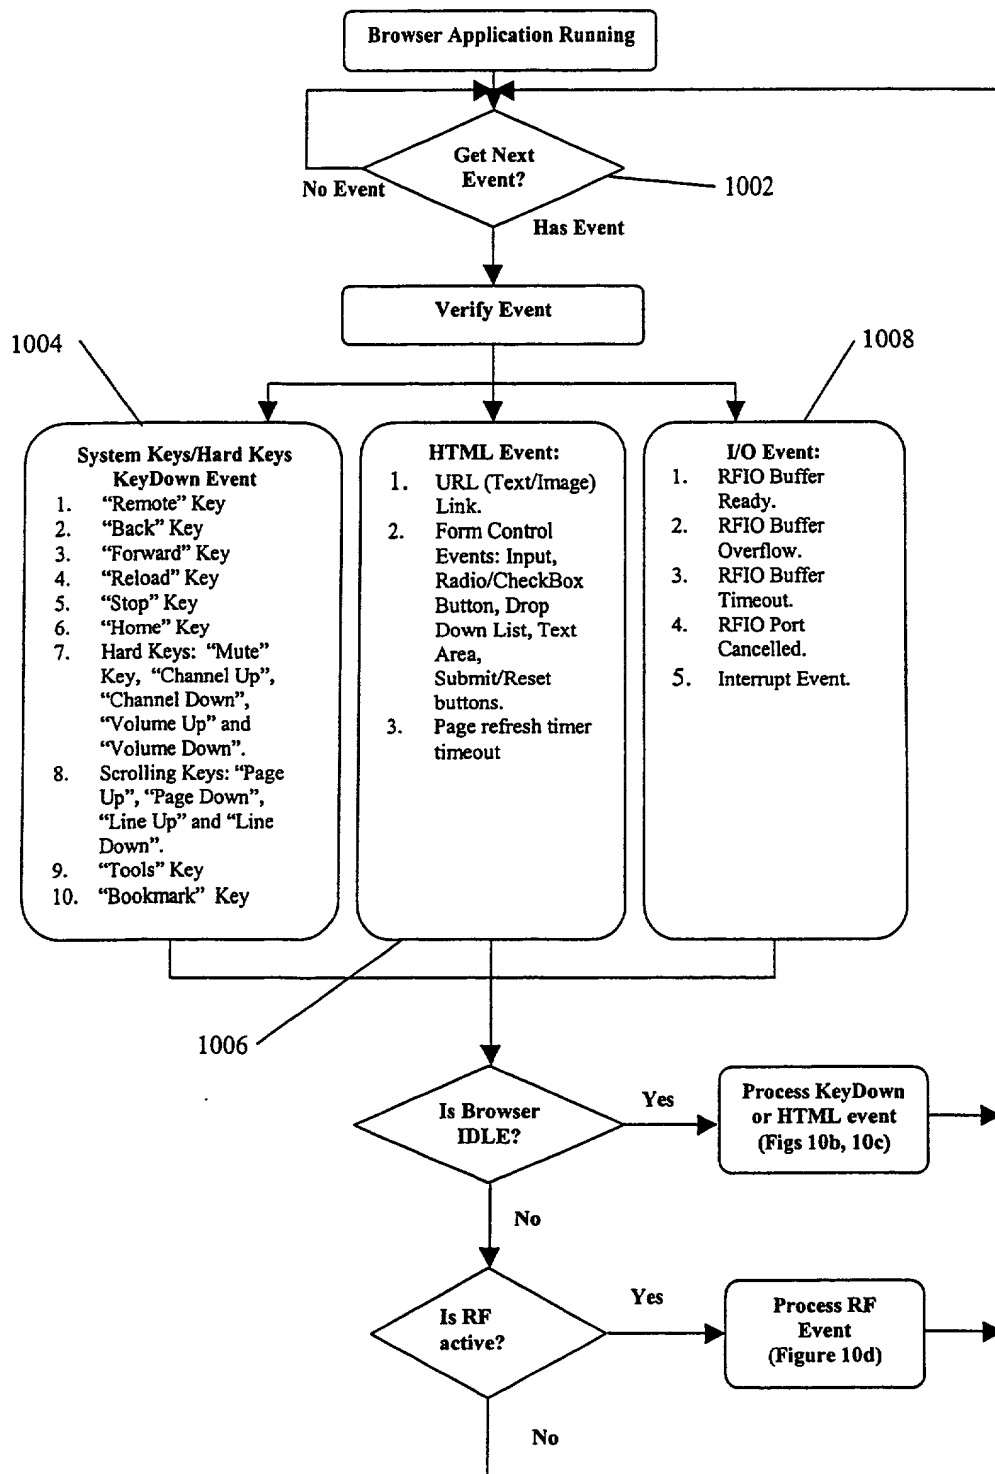 Browser Application Running
Get Next
Event?
No Event
1002
Has Event
Verify Event
1004
1008
System Keys/Hard Keys
KeyDown Event
1. “Remote” Key
2. “Back” Key
3. “Forward” Key
4. “Reload” Key
5. “Stop” Key
6. “Home” Key
7. Hard Keys: “Mute”
Key, “Channel Up”,
“Channel Down”,
“Volume Up” and
“Volume Down”.
8. Scrolling Keys: “Page
Up”, “Page Down”,
“Line Up” and “Line
Down”.
9. “Tools” Key
10. “Bookmark” Key
HTML Event:
1. URL (Text/Image)
Link.
2. Form Control
Events: Input,
Radio/CheckBox
Button, Drop
Down List, Text
Area,
Submit/Reset
buttons.
3. Page refresh timer
timeout
I/O Event:
1. RFIO Buffer
Ready.
2. RFIO Buffer
Overflow.
3. RFIO Buffer
Timeout.
4. RFIO Port
Cancelled.
5. Interrupt Event.
1006
Is Browser
IDLE?
Yes
Process KeyDown
or HTML event
(Figs 10b, 10c)
No
Is RF
active?
Yes
Process RF
Event
(Figure 10d)
No